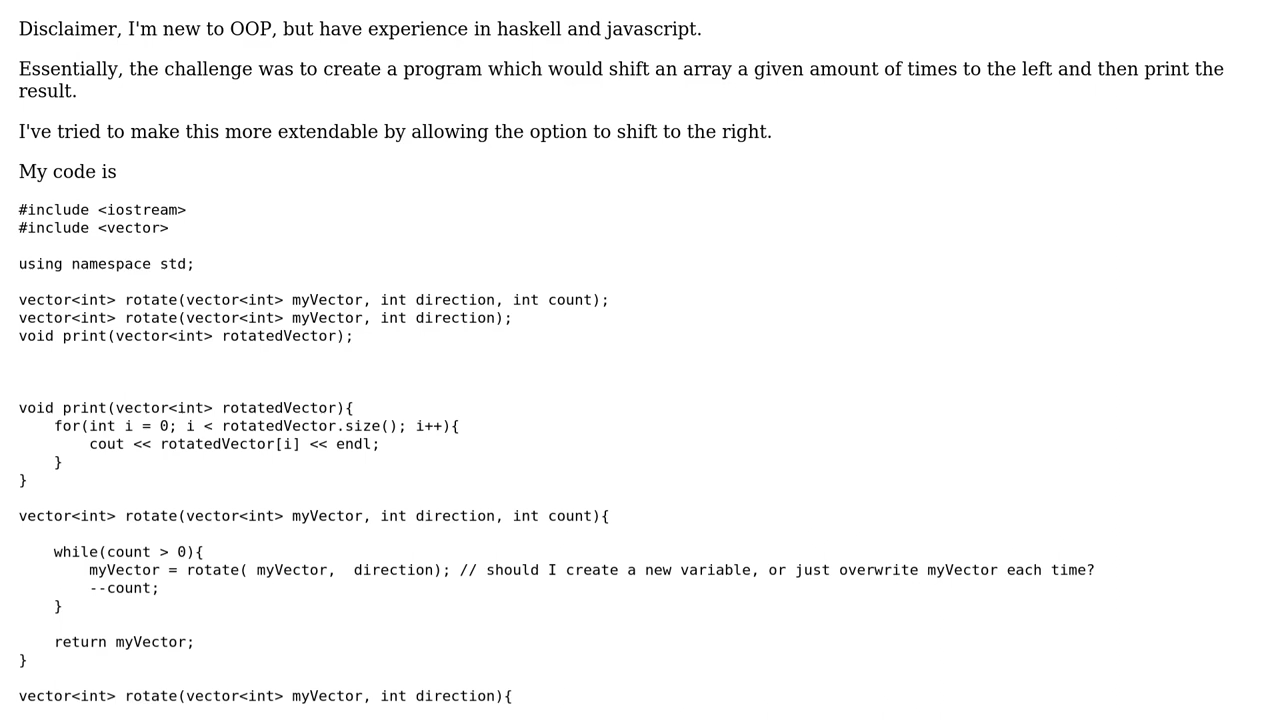 Disclaimer, I'm new to OOP, but have experience in haskell and javascript.
Essentially, the challenge was to create a program which would shift an array a given amount of times to the left and then print the
result.
I've tried to make this more extendable by allowing the option to shift to the right.
My code is
#include <iostream>
#include <vector>
using namespace std;
vector<int> rotate(vector<int> myVector, int direction, int count);
vector<int> rotate(vector<int> myVector, int direction);
void print(vector<int> rotatedVector);
void print(vector<int> rotatedVector){
    for(int i = 0; i < rotatedVector.size(); i++){
        cout << rotatedVector[i] << endl;
    }
}
vector<int> rotate(vector<int> myVector, int direction, int count){
    while(count > 0){
        myVector = rotate( myVector,  direction); // should I create a new variable, or just overwrite myVector each time?
        --count;
    }
    return myVector;
}
vector<int> rotate(vector<int> myVector, int direction){